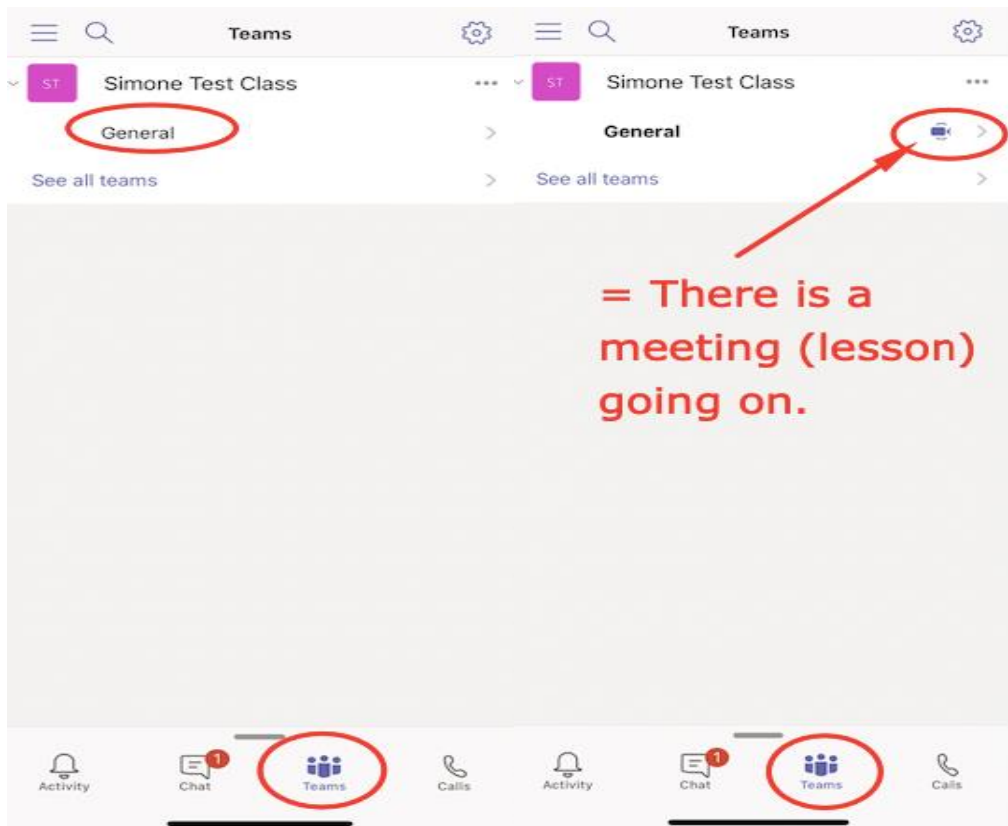 Teams
ST Simone Test Class
General
See all teams
Activity
1
Chat
Teams
Calls
Teams
ST Simone Test Class
General
See all teams
= There is a
meeting (lesson)
going on.
Activity
1
Chat
Teams
Calls